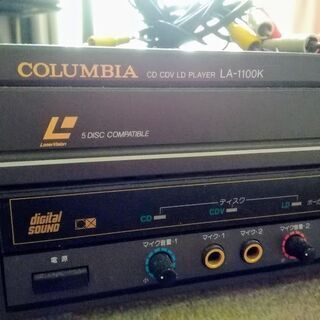 COLUMBIA CD CDV LD PLAYER LA-1100K
LaserVision
5 DISC COMPATIBLE
digital SOUND
ディスク
CD CDV LD
電源
マイク音量・1 マイク・1 マイク・2 マイク音量・2
小